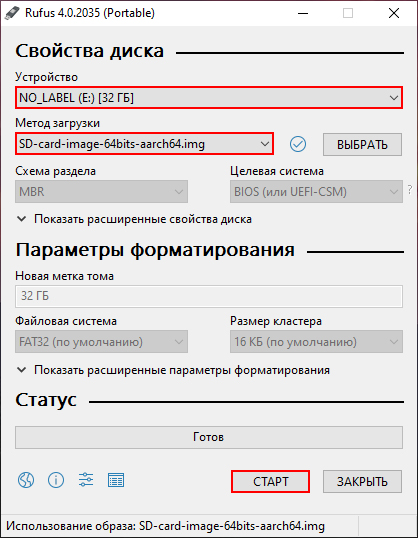 Rufus 4.0.2035 (Portable)
Свойства диска
Устройство
NO_LABEL (E:) [32 ГБ]
Метод загрузки
SD-card-image-64bits-aarch64.img
ВЫБРАТЬ
Схема раздела
Целевая система
MBR
BIOS (или UEFI-CSM)
?
Показать расширенные свойства диска
Параметры форматирования
Новая метка тома
32 ГБ
Файловая система
Размер кластера
FAT32 (по умолчанию)
16 КБ (по умолчанию)
Показать расширенные параметры форматирования
Статус
Готов
СТАРТ
ЗАКРЫТЬ
Использование образа: SD-card-image-64bits-aarch64.img